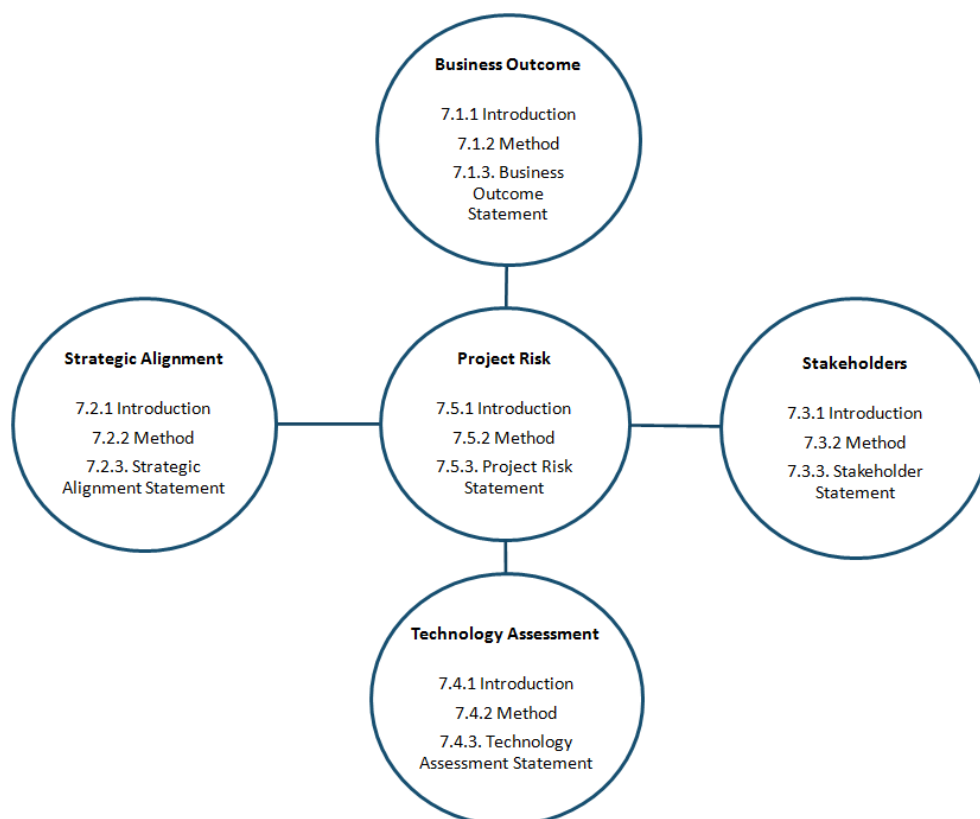 Business Outcome
7.1.1 Introduction
7.1.2 Method
7.1.3. Business
Outcome
Statement
Strategic Alignment
7.2.1 Introduction
7.2.2 Method
7.2.3. Strategic
Alignment Statement
Project Risk
7.5.1 Introduction
7.5.2 Method
7.5.3. Project Risk
Statement
Stakeholders
7.3.1 Introduction
7.3.2 Method
7.3.3. Stakeholder
Statement
Technology Assessment
7.4.1 Introduction
7.4.2 Method
7.4.3. Technology
Assessment Statement